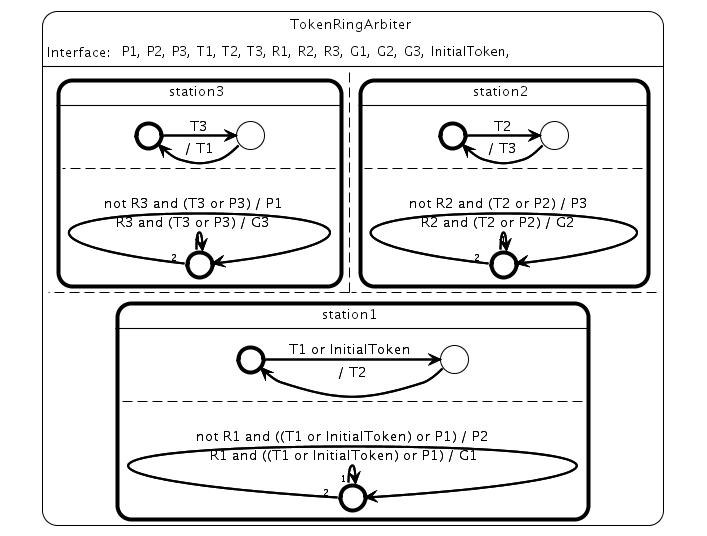 TokenRingArbiter
Interface: P1, P2, P3, T1, T2, T3, R1, R2, R3, G1, G2, G3, InitialToken,
station3
T3
/ T1
not R3 and (T3 or P3) / P1
R3 and (T3 or P3) / G3
2
station2
T2
/ T3
not R2 and (T2 or P2) / P3
R2 and (T2 or P2) / G2
2
station1
T1 or InitialToken
/ T2
not R1 and ((T1 or InitialToken) or P1) / P2
R1 and ((T1 or InitialToken) or P1) / G1
1
2